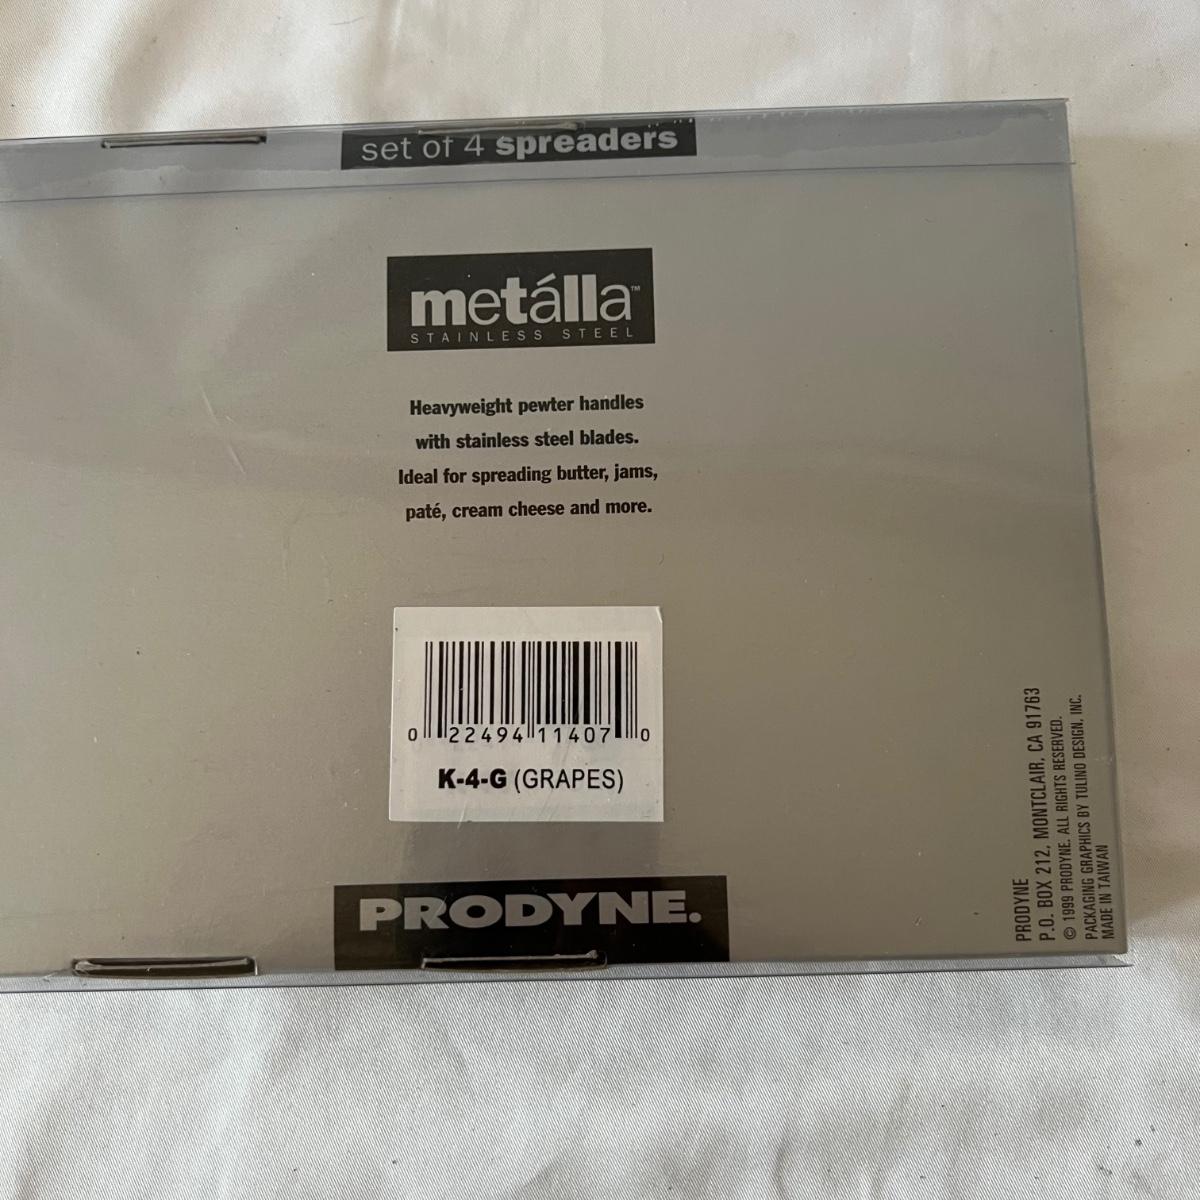 set of 4 spreaders
metálla™
STAINLESS STEEL
Heavyweight pewter handles
with stainless steel blades.
Ideal for spreading butter, jams,
paté, cream cheese and more.
0 22494 11407 0
K-4-G (GRAPES)
PRODYNE.
PRODYNE
P.O. BOX 212, MONTCLAIR, CA 91763
© 1999 PRODYNE. ALL RIGHTS RESERVED.
PACKAGING GRAPHICS BY TULINO DESIGN, INC.
MADE IN TAIWAN